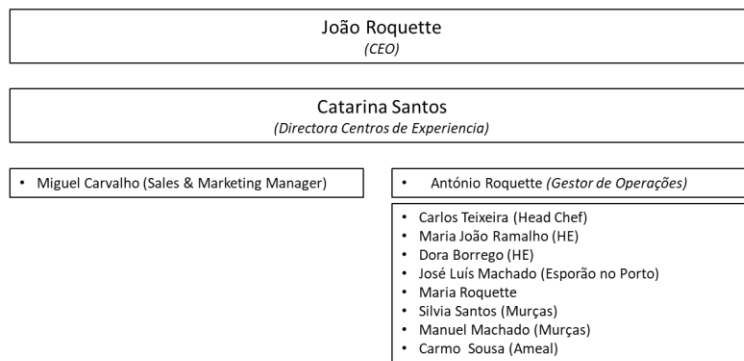 João Roquette
(CEO)
Catarina Santos
(Directora Centros de Experiencia)
• Miguel Carvalho (Sales & Marketing Manager)
• António Roquette (Gestor de Operações)
• Carlos Teixeira (Head Chef)
• Maria João Ramalho (HE)
• Dora Borrego (HE)
• José Luís Machado (Esporão no Porto)
• Maria Roquette
• Silvia Santos (Murças)
• Manuel Machado (Murças)
• Carmo Sousa (Ameal)